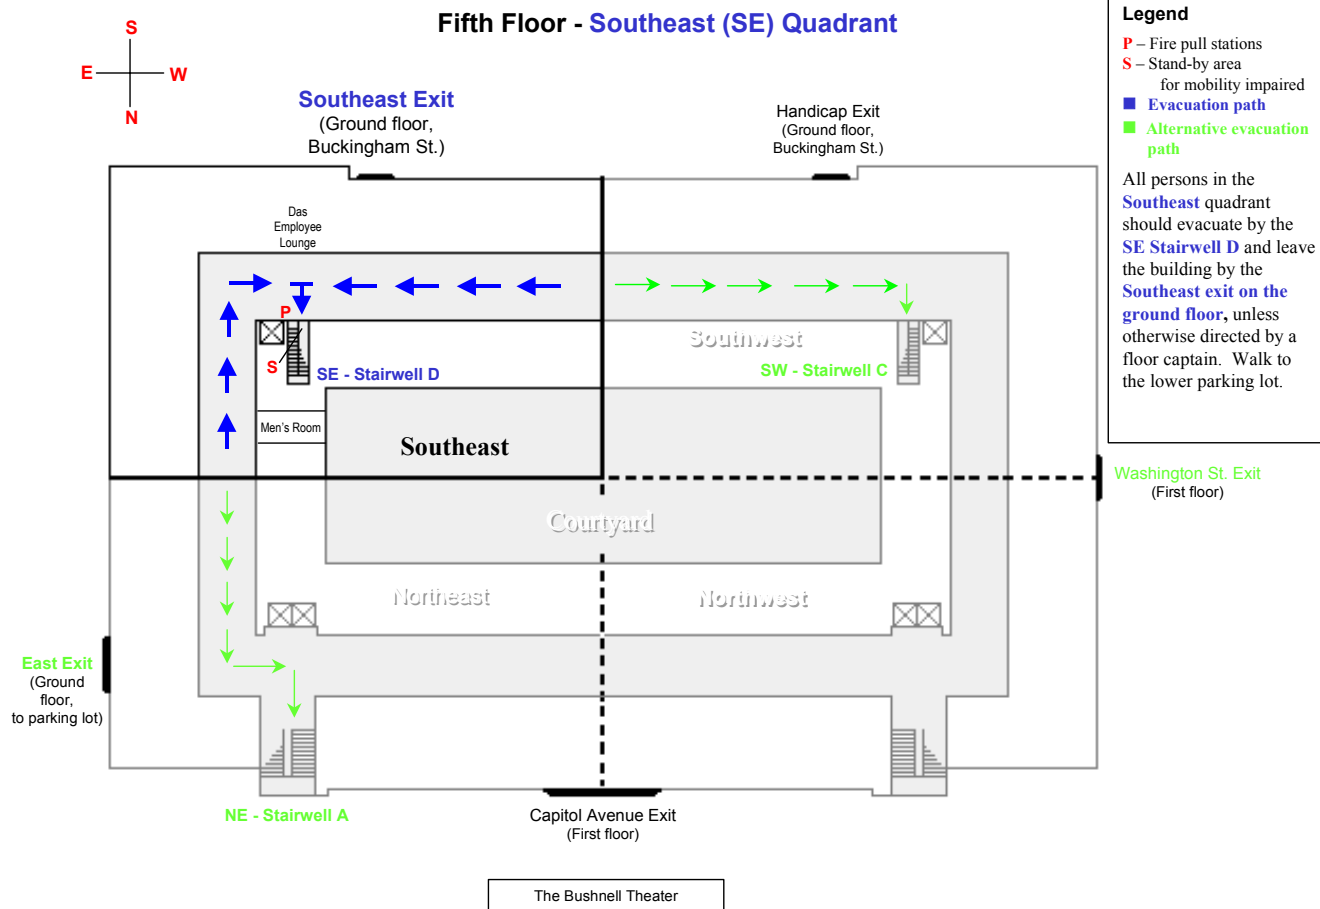 Fifth Floor - Southeast (SE) Quadrant
S
E
W
N
Southeast Exit
(Ground floor,
Buckingham St.)
Handicap Exit
(Ground floor,
Buckingham St.)
Legend
P – Fire pull stations
S – Stand-by area
for mobility impaired
Evacuation path
Alternative evacuation
path
All persons in the
Southeast quadrant
should evacuate by the
SE Stairwell D and leave
the building by the
Southeast exit on the
ground floor, unless
otherwise directed by a
floor captain. Walk to
the lower parking lot.
Das
Employee
Lounge
P
S
SE - Stairwell D
Southwest
SW - Stairwell C
Men's Room
Southeast
Washington St. Exit
(First floor)
Courtyard
Northeast
Northwest
East Exit
(Ground
floor,
to parking lot)
NE - Stairwell A
Capitol Avenue Exit
(First floor)
The Bushnell Theater